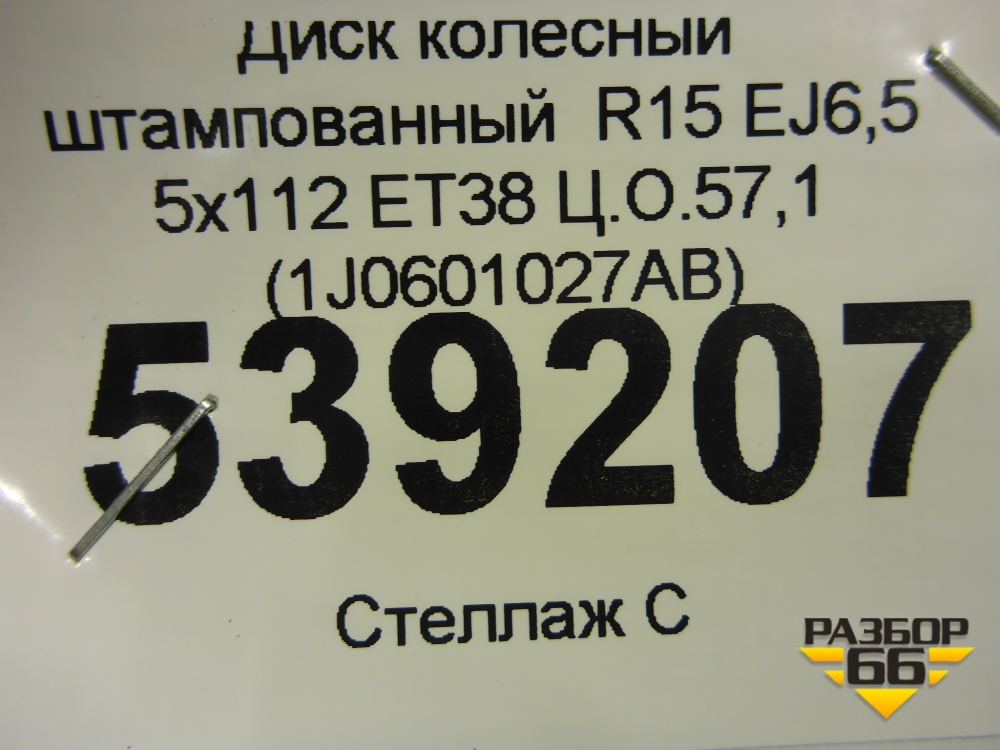 Диск колесный
штампованный R15 EJ6,5
5x112 ET38 Ц.О.57,1
(1J0601027AB)
539207
Стеллаж С
РАЗБОР
66